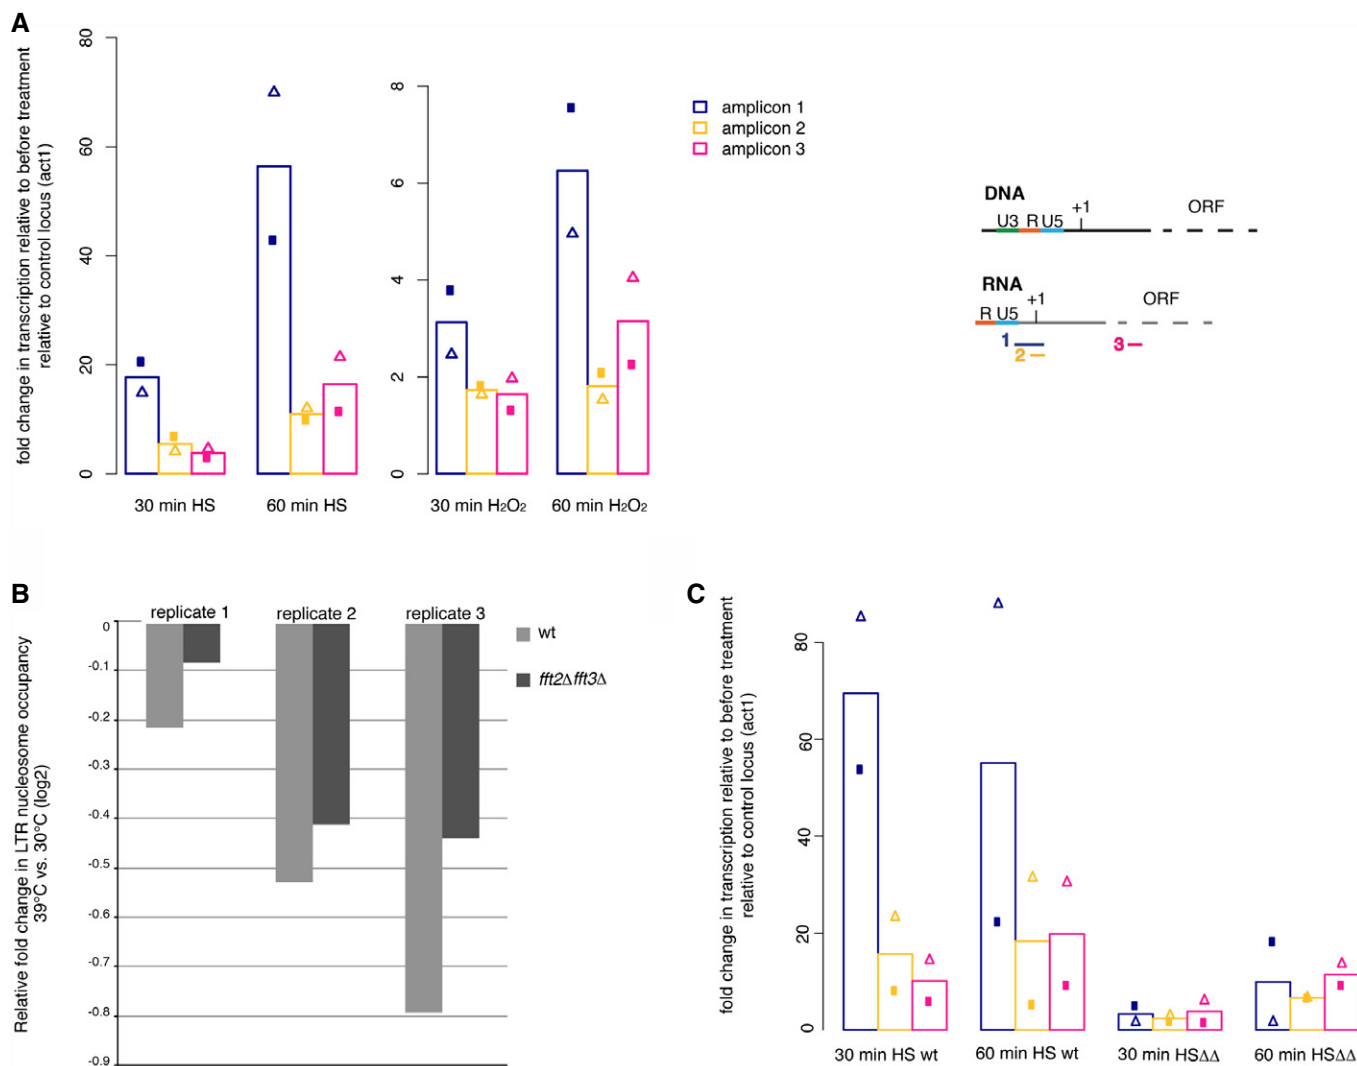 A
fold change in transcription relative to before treatment
relative to control locus (act1)
80
60
40
20
0
30 min HS
60 min HS
8
6
4
2
0
30 min H2O2
60 min H2O2
amplicon 1
amplicon 2
amplicon 3
DNA
U3 R U5 +1 ORF
RNA
R U5 +1 ORF
1
2
3
B
Relative fold change in LTR nucleosome occupancy
39°C vs. 30°C (log2)
replicate 1 replicate 2 replicate 3
0
-0.1
-0.2
-0.3
-0.4
-0.5
-0.6
-0.7
-0.8
-0.9
wt
fft2Δfft3Δ
C
fold change in transcription relative to before treatment
relative to control locus (act1)
80
60
40
20
0
30 min HS wt
60 min HS wt
30 min HSΔΔ
60 min HSΔΔ